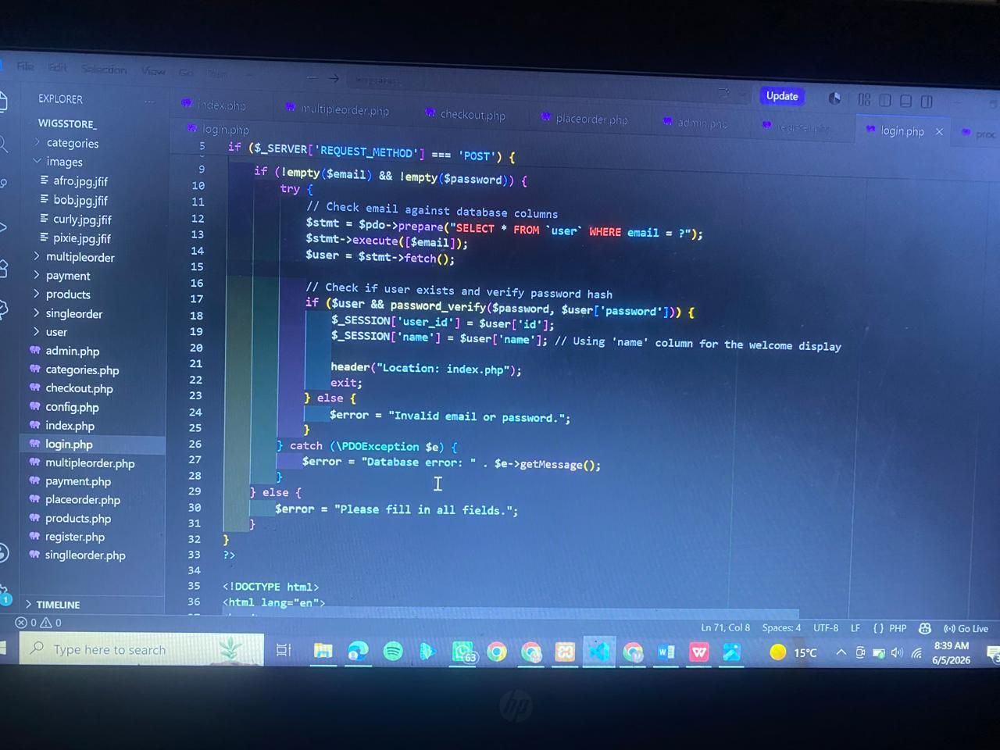 File Edit Selection View Go
EXPLORER
WIGSSTORE_
categories
images
afro.jpg.jfif
bob.jpg.jfif
curly.jpg.jfif
pixie.jpg.jfif
multipleorder
payment
products
singleorder
user
admin.php
categories.php
checkout.php
config.php
index.php
login.php
multipleorder.php
payment.php
placeorder.php
products.php
register.php
singlleorder.php
TIMELINE
Update
index.php
multipleorder.php
checkout.php
placeorder.php
admin.php
register.php
login.php
login.php
5 if ($_SERVER['REQUEST_METHOD'] === 'POST') {
9 if (!empty($email) && !empty($password)) {
10 try {
11 // Check email against database columns
12 $stmt = $pdo->prepare("SELECT * FROM `user` WHERE email = ?");
13 $stmt->execute([$email]);
14 $user = $stmt->fetch();
15
16 // Check if user exists and verify password hash
17 if ($user && password_verify($password, $user['password'])) {
18 $_SESSION['user_id'] = $user['id'];
19 $_SESSION['name'] = $user['name']; // Using 'name' column for the welcome display
20
21 header("Location: index.php");
22 exit;
23 } else {
24 $error = "Invalid email or password.";
25 }
26 } catch (\PDOException $e) {
27 $error = "Database error: " . $e->getMessage();
28 }
29 } else {
30 $error = "Please fill in all fields.";
31 }
32 }
33 ?>
34
35 <!DOCTYPE html>
36 <html lang="en">
1
0 0
Ln 71, Col 8 Spaces: 4 UTF-8 LF { } PHP Go Live
Type here to search
63
15°C
8:39 AM
6/5/2026
hp